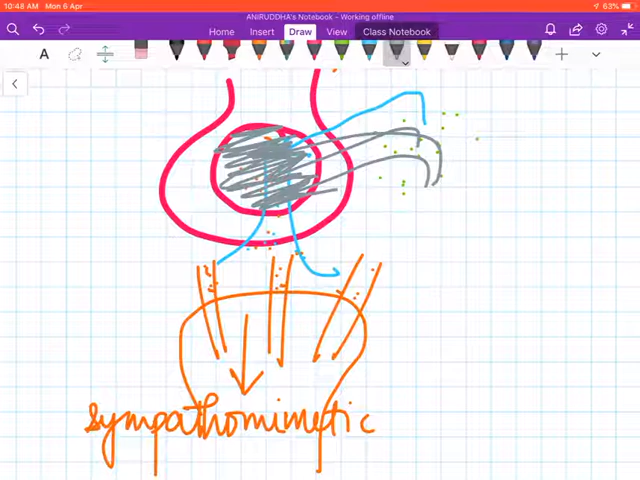 10:48 AM Mon 6 Apr
63%
ANIRUDDHA's Notebook - Working offline
Home Insert Draw View Class Notebook
A
sympathomimetic